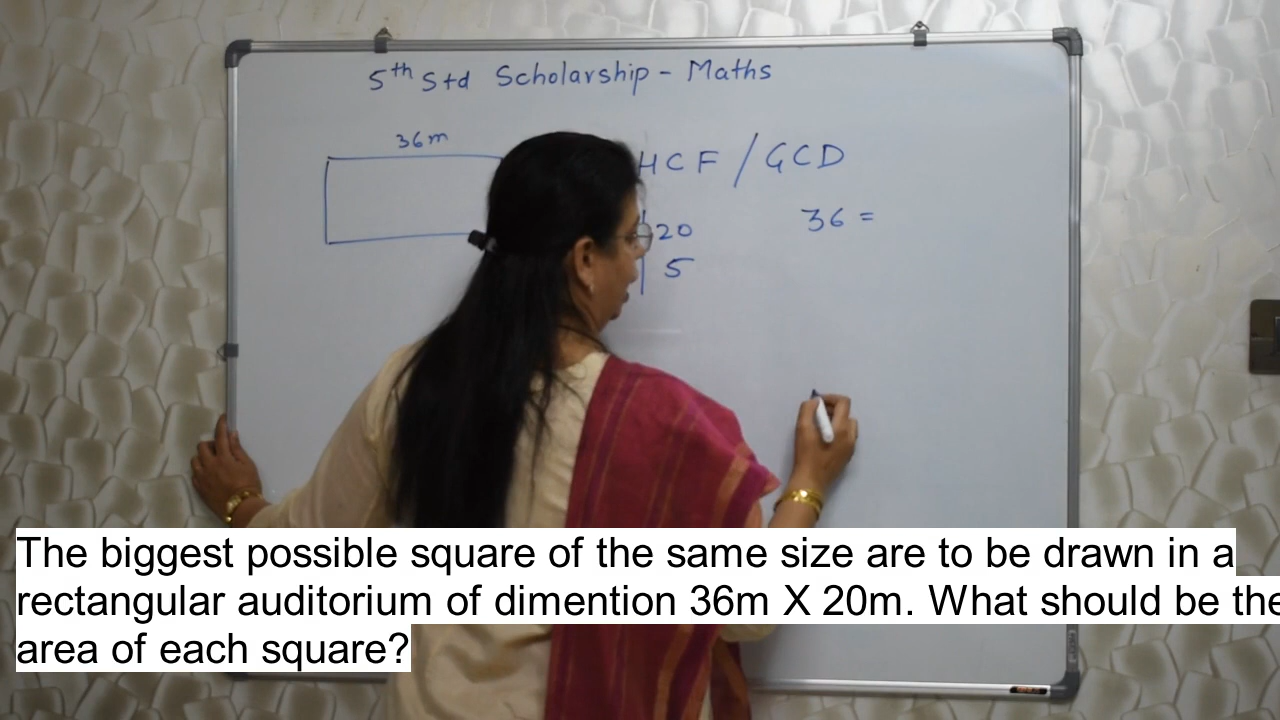 5th Std Scholarship - Maths
36m
HCF / GCD
20
36 =
5
The biggest possible square of the same size are to be drawn in a
rectangular auditorium of dimention 36m X 20m. What should be the
area of each square?